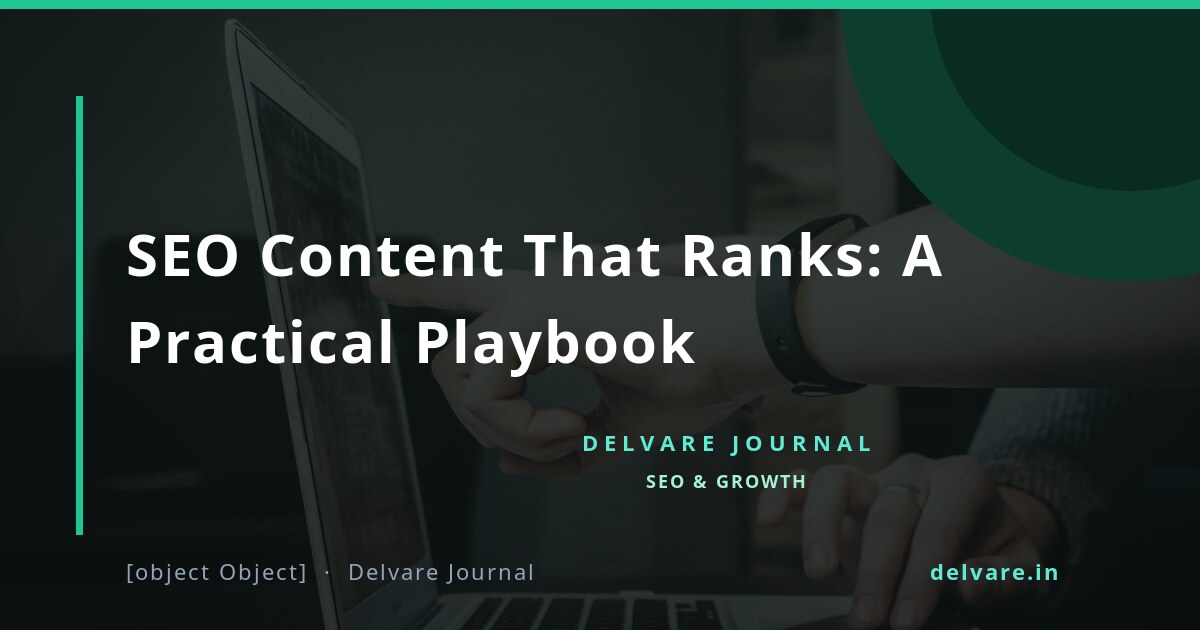 SEO Content That Ranks: A
Practical Playbook
DELVARE JOURNAL
SEO & GROWTH
[object Object] · Delvare Journal
delvare.in